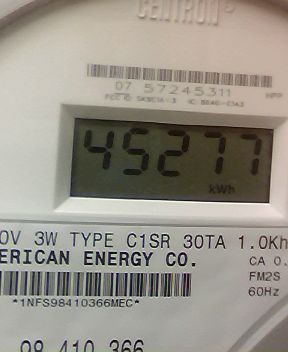 CENTRON®
07 57245311
45277
kWh
0V 3W TYPE C1SR 30TA 1.0Kh
ERICAN ENERGY CO.
CA 0.
FM2S
60Hz
*1NFS98410366MEC*
98 410 366